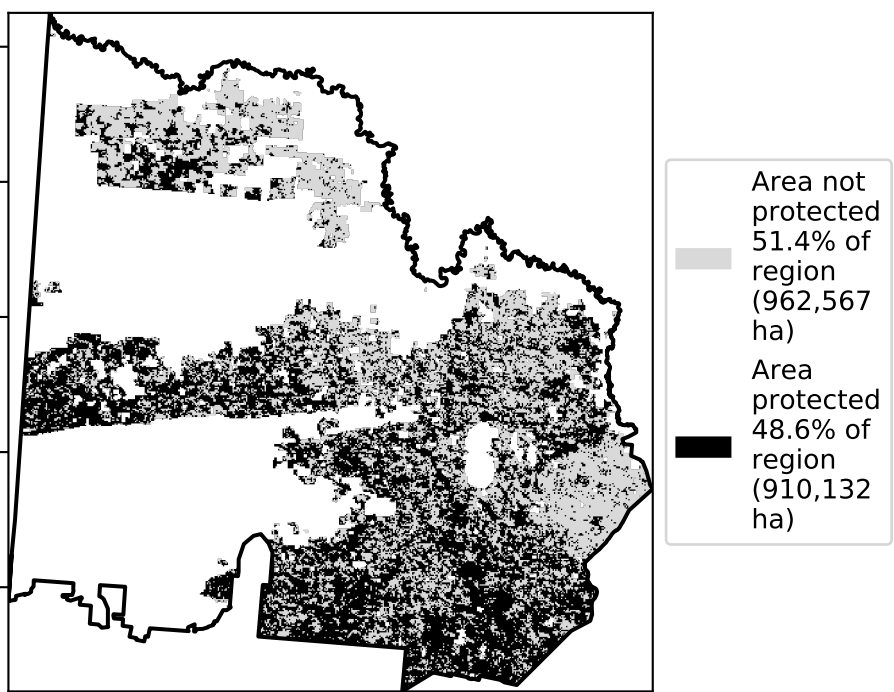 Area not
protected
51.4% of
region
(962,567
ha)
Area
protected
48.6% of
region
(910,132
ha)